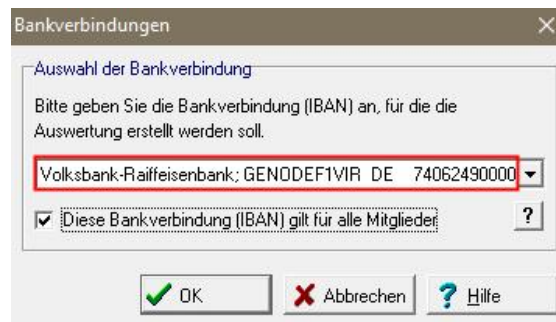 Bankverbindungen
Auswahl der Bankverbindung
Bitte geben Sie die Bankverbindung (IBAN) an, für die die
Auswertung erstellt werden soll.
Volksbank-Raiffeisenbank; GENODEF1VIR DE 74062490000
Diese Bankverbindung (IBAN) gilt für alle Mitglieder
?
OK
Abbrechen
? Hilfe